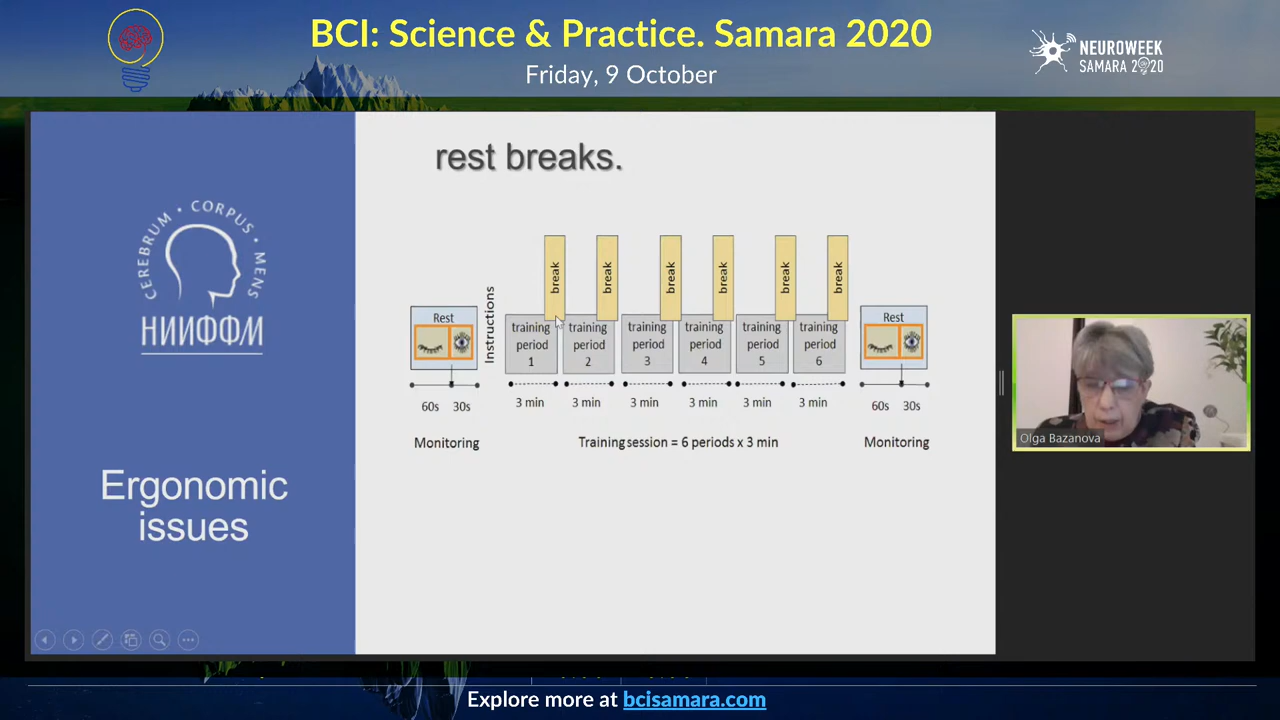 BCI: Science & Practice. Samara 2020
Friday, 9 October
NEUROWEEK
SAMARA 2020
CEREBRUM • CORPUS • MENS
НИИФФМ
Ergonomic
issues
rest breaks.
break
break
break
break
break
break
Rest
Instructions
training
period
1
training
period
2
training
period
3
training
period
4
training
period
5
training
period
6
Rest
60s 30s
3 min
3 min
3 min
3 min
3 min
3 min
60s 30s
Monitoring
Training session = 6 periods x 3 min
Monitoring
Olga Bazanova
Explore more at bcisamara.com